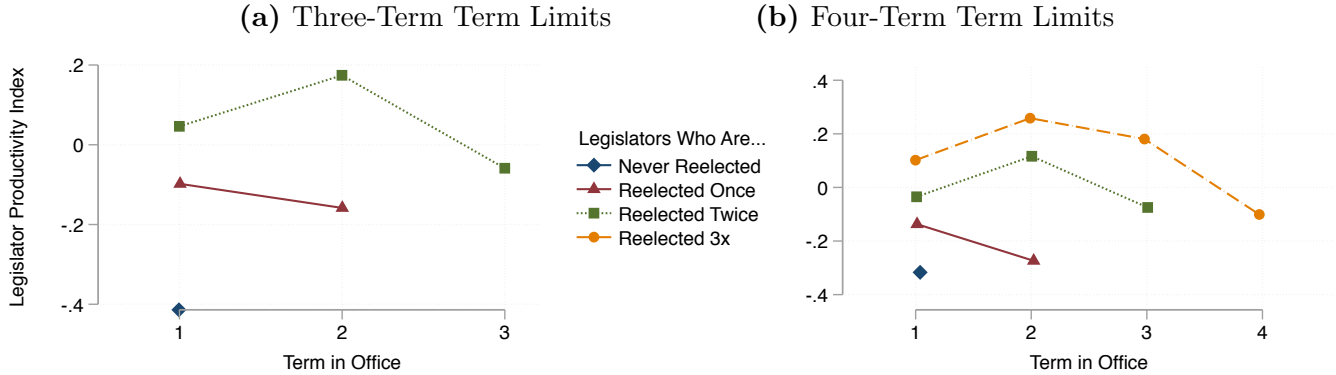 (a) Three-Term Term Limits
Legislator Productivity Index
.2
0
-.2
-.4
1 2 3
Term in Office
Legislators Who Are...
Never Reelected
Reelected Once
Reelected Twice
Reelected 3x
(b) Four-Term Term Limits
.4
.2
0
-.2
-.4
1 2 3 4
Term in Office